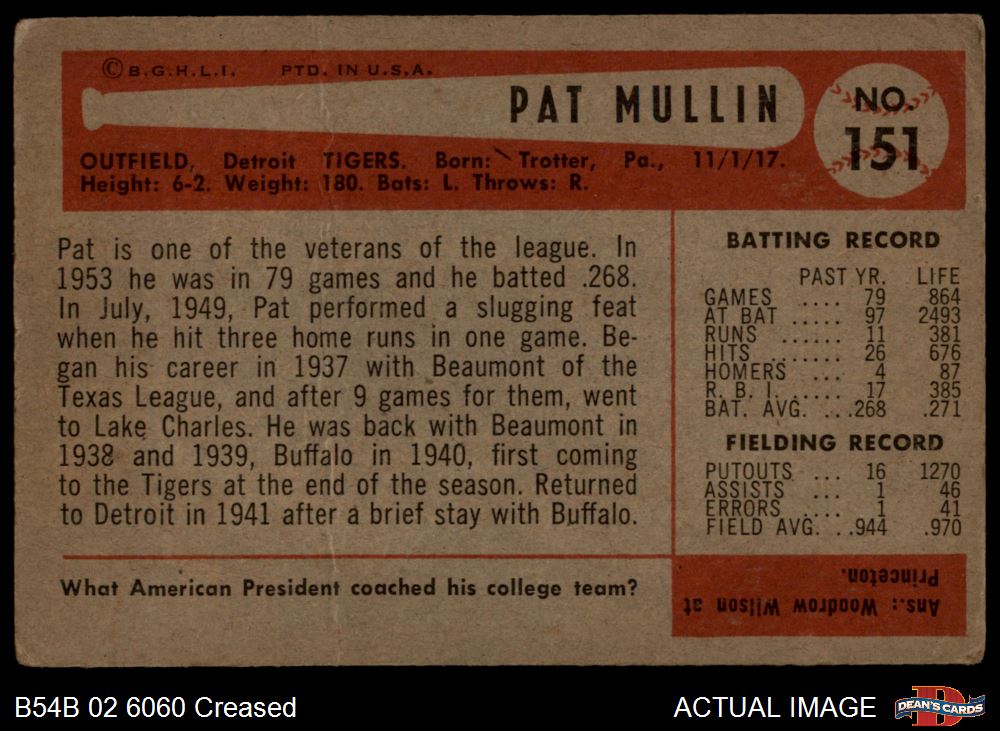 ©B.G.H.L.I. PTD. IN U.S.A.
PAT MULLIN
NO.
151
OUTFIELD, Detroit TIGERS. Born: Trotter, Pa., 11/1/17.
Height: 6-2. Weight: 180. Bats: L. Throws: R.
Pat is one of the veterans of the league. In
1953 he was in 79 games and he batted .268.
In July, 1949, Pat performed a slugging feat
when he hit three home runs in one game. Be-
gan his career in 1937 with Beaumont of the
Texas League, and after 9 games for them, went
to Lake Charles. He was back with Beaumont in
1938 and 1939, Buffalo in 1940, first coming
to the Tigers at the end of the season. Returned
to Detroit in 1941 after a brief stay with Buffalo.
What American President coached his college team?
BATTING RECORD
PAST YR. LIFE
GAMES .... 79 864
AT BAT ..... 97 2493
RUNS ...... 11 381
HITS ....... 26 676
HOMERS .... 4 87
R. B. I. ..... 17 385
BAT. AVG. ...268 .271
FIELDING RECORD
PUTOUTS ... 16 1270
ASSISTS ... 1 46
ERRORS .... 1 41
FIELD AVG. ..944 .970
Ans.: Woodrow Wilson at
Princeton.
B54B 02 6060 Creased
ACTUAL IMAGE
D
DEAN'S CARDS